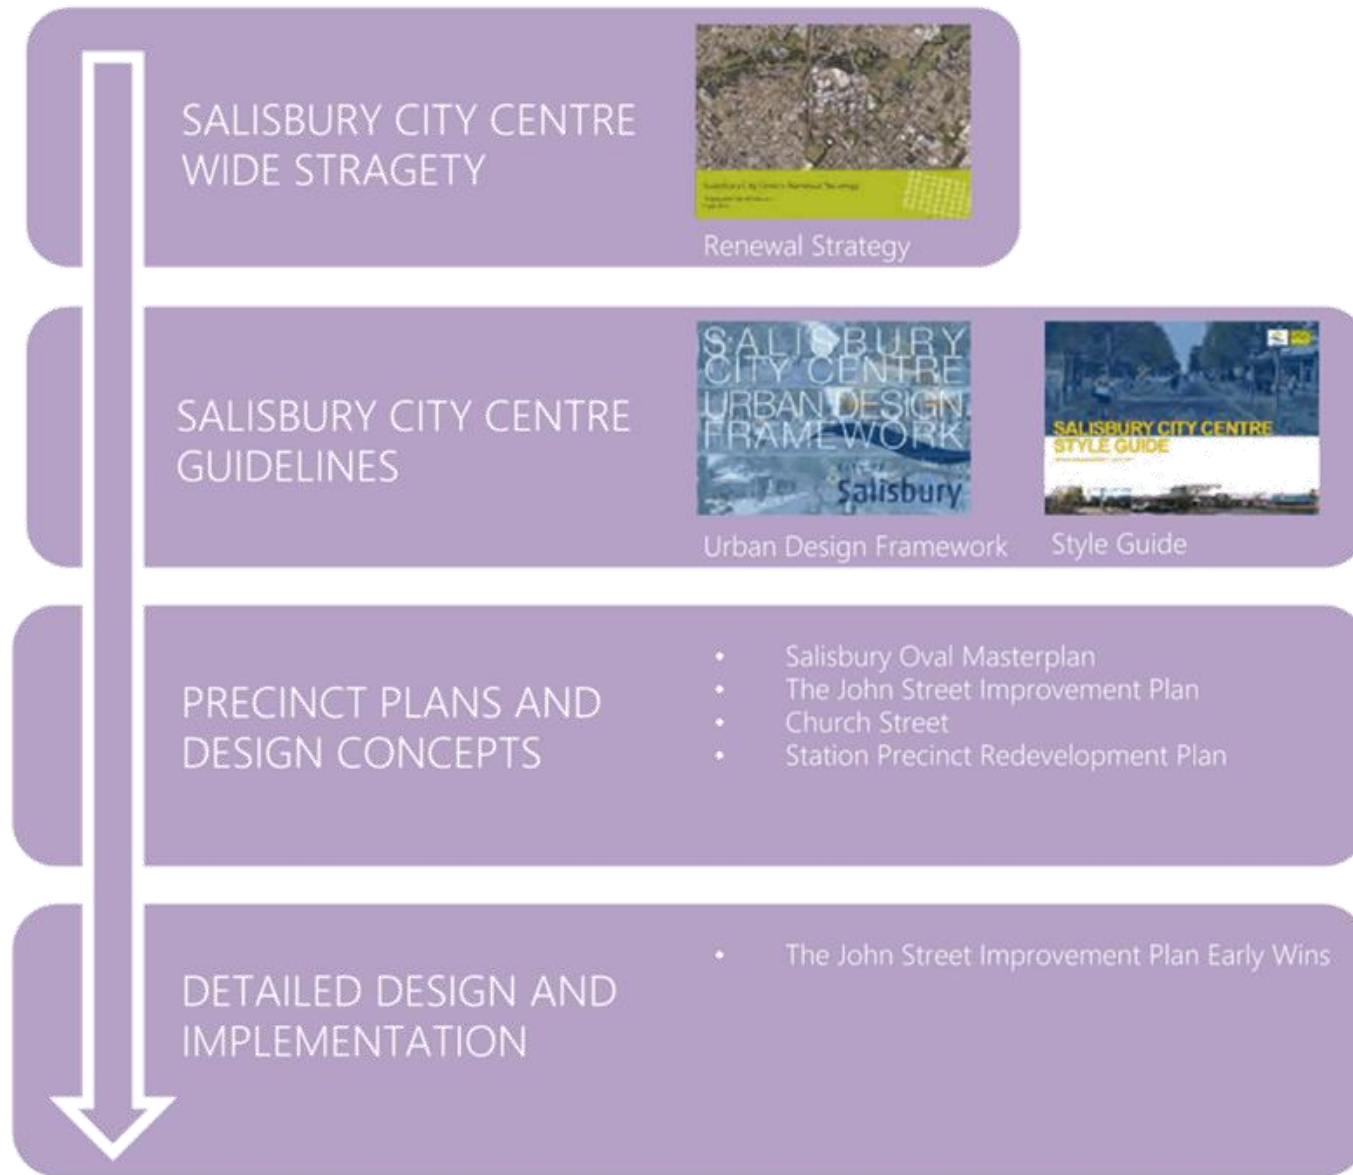 SALISBURY CITY CENTRE
WIDE STRAGETY
Renewal Strategy
SALISBURY CITY CENTRE
GUIDELINES
SALISBURY
CITY CENTRE
URBAN DESIGN
FRAMEWORK
Salisbury
Urban Design Framework
SALISBURY CITY CENTRE
STYLE GUIDE
Style Guide
PRECINCT PLANS AND
DESIGN CONCEPTS
• Salisbury Oval Masterplan
• The John Street Improvement Plan
• Church Street
• Station Precinct Redevelopment Plan
DETAILED DESIGN AND
IMPLEMENTATION
• The John Street Improvement Plan Early Wins